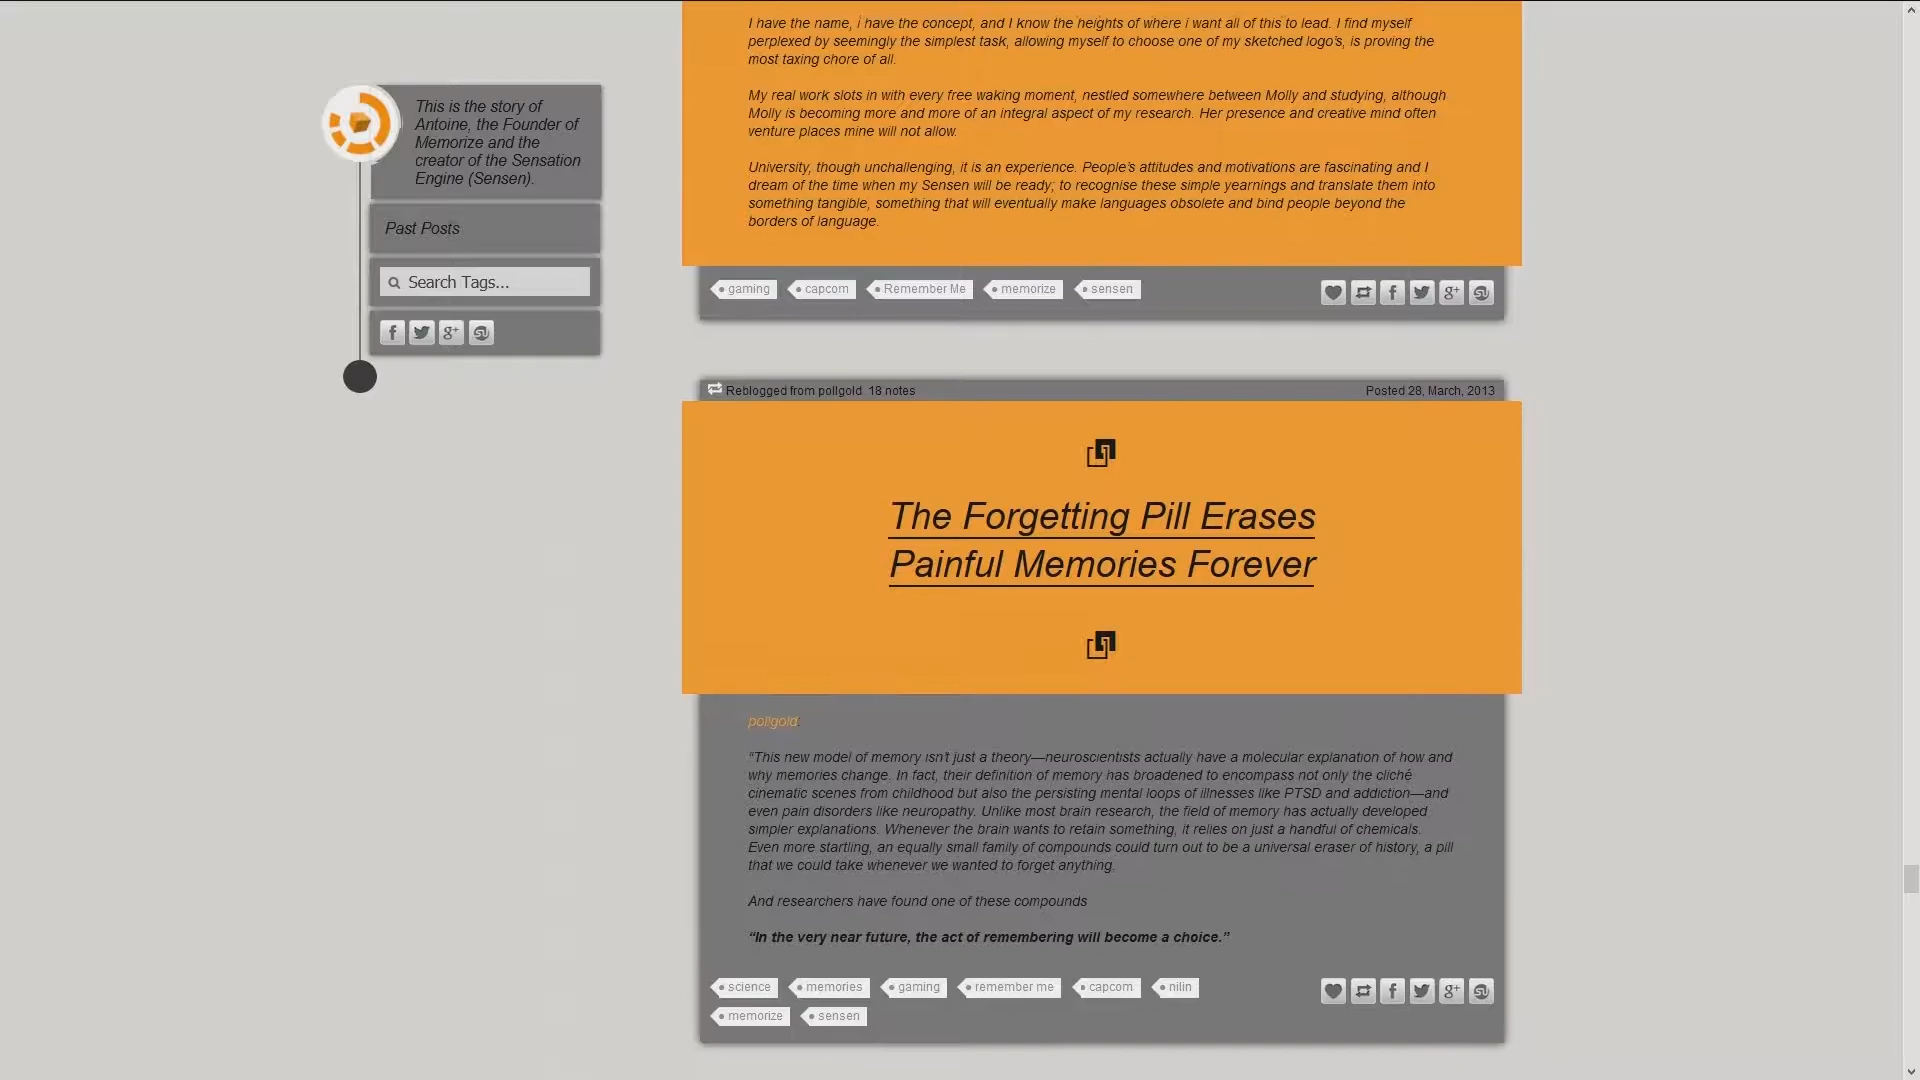 This is the story of
Antoine, the Founder of
Memorize and the
creator of the Sensation
Engine (Sensen).
Past Posts
Search Tags...
I have the name, i have the concept, and I know the heights of where i want all of this to lead. I find myself
perplexed by seemingly the simplest task, allowing myself to choose one of my sketched logo's, is proving the
most taxing chore of all.
My real work slots in with every free waking moment, nestled somewhere between Molly and studying, although
Molly is becoming more and more of an integral aspect of my research. Her presence and creative mind often
venture places mine will not allow.
University, though unchallenging, it is an experience. People's attitudes and motivations are fascinating and I
dream of the time when my Sensen will be ready; to recognise these simple yearnings and translate them into
something tangible, something that will eventually make languages obsolete and bind people beyond the
borders of language.
gaming capcom Remember Me memorize sensen
Reblogged from pollgold 18 notes Posted 28, March, 2013
The Forgetting Pill Erases
Painful Memories Forever
pollgold:
“This new model of memory isn't just a theory—neuroscientists actually have a molecular explanation of how and
why memories change. In fact, their definition of memory has broadened to encompass not only the cliché
cinematic scenes from childhood but also the persisting mental loops of illnesses like PTSD and addiction—and
even pain disorders like neuropathy. Unlike most brain research, the field of memory has actually developed
simpler explanations. Whenever the brain wants to retain something, it relies on just a handful of chemicals.
Even more startling, an equally small family of compounds could turn out to be a universal eraser of history, a pill
that we could take whenever we wanted to forget anything.
And researchers have found one of these compounds
“In the very near future, the act of remembering will become a choice.”
science memories gaming remember me capcom nilin
memorize sensen